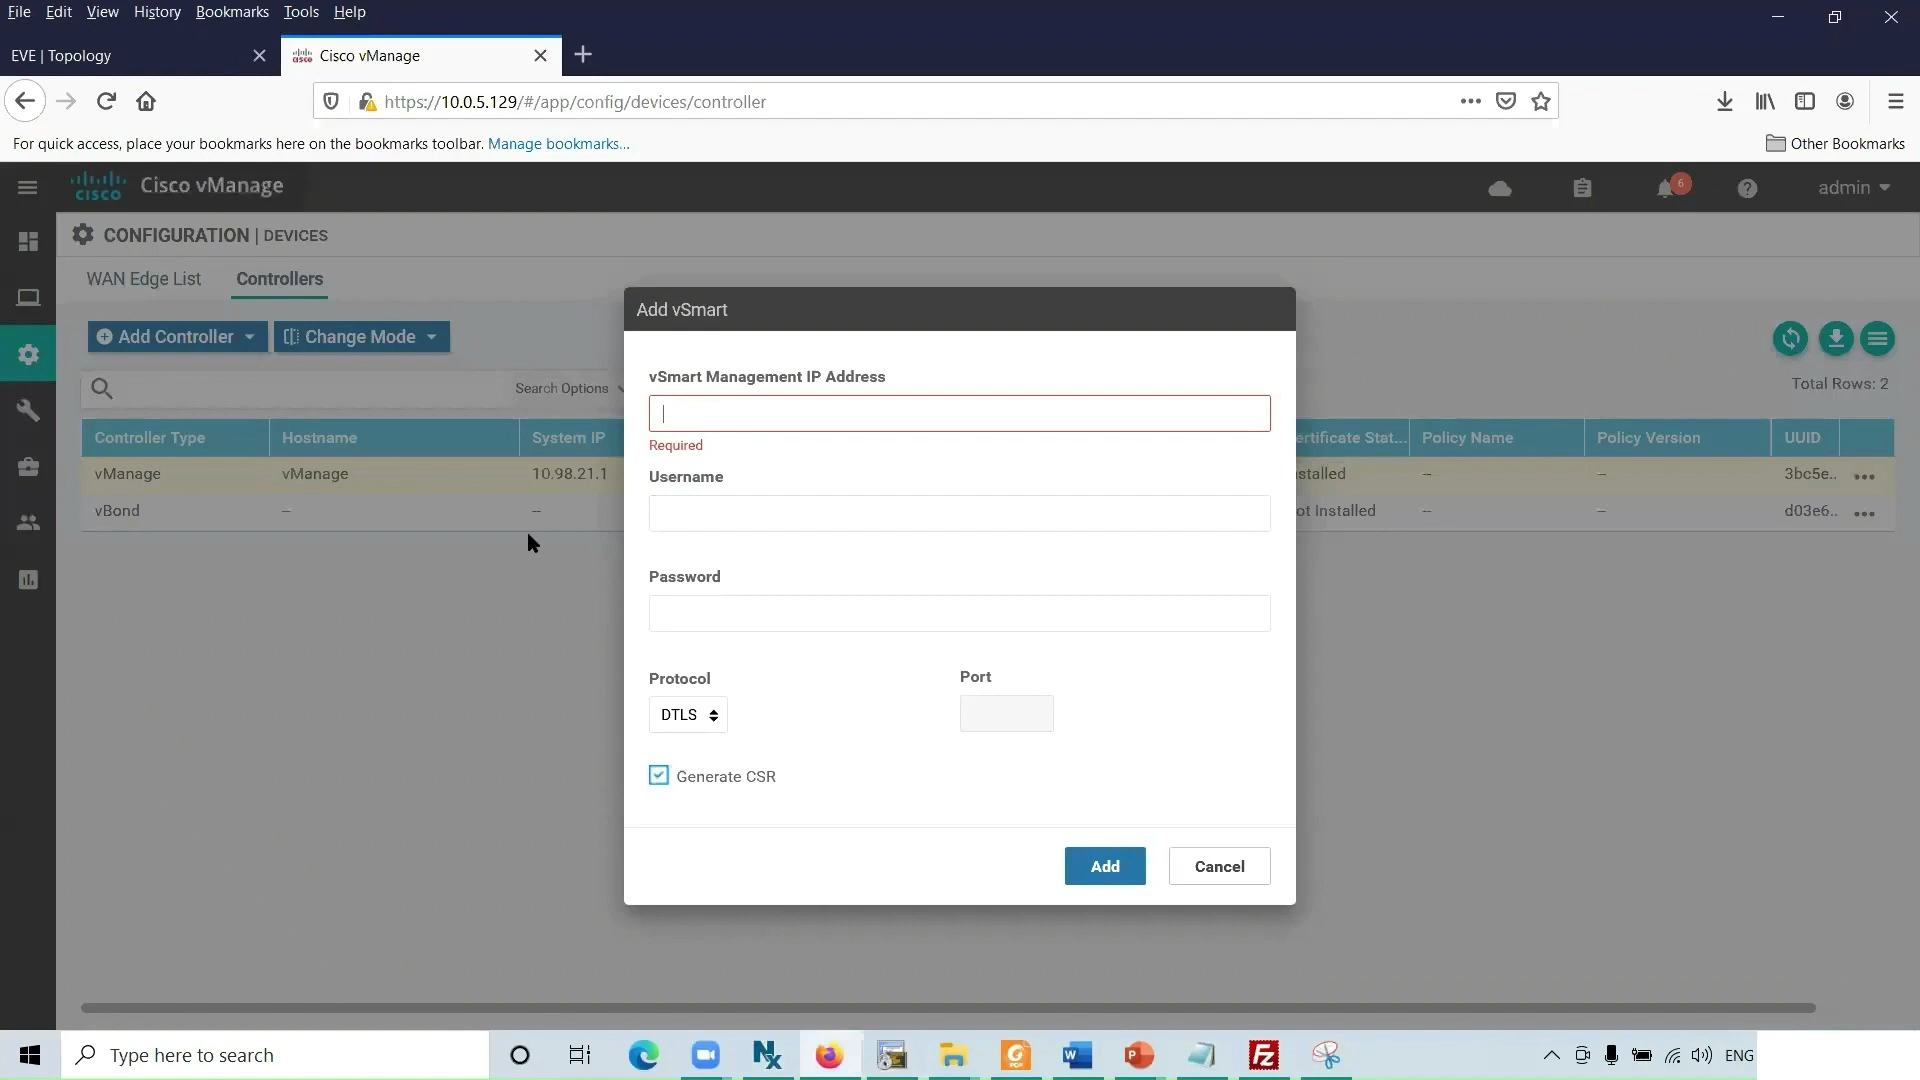 File Edit View History Bookmarks Tools Help
EVE | Topology
Cisco vManage
https://10.0.5.129/#/app/config/devices/controller
For quick access, place your bookmarks here on the bookmarks toolbar. Manage bookmarks...
Other Bookmarks
cisco Cisco vManage
6
admin
CONFIGURATION | DEVICES
WAN Edge List Controllers
Add Controller Change Mode
Search Options
Total Rows: 2
Controller Type Hostname System IP ertificate Stat... Policy Name Policy Version UUID
vManage vManage 10.98.21.1 stalled -- -- 3bc5e..
vBond -- -- ot Installed -- -- d03e6..
Add vSmart
vSmart Management IP Address
Required
Username
Password
Protocol Port
DTLS
Generate CSR
Add Cancel
Type here to search
ENG